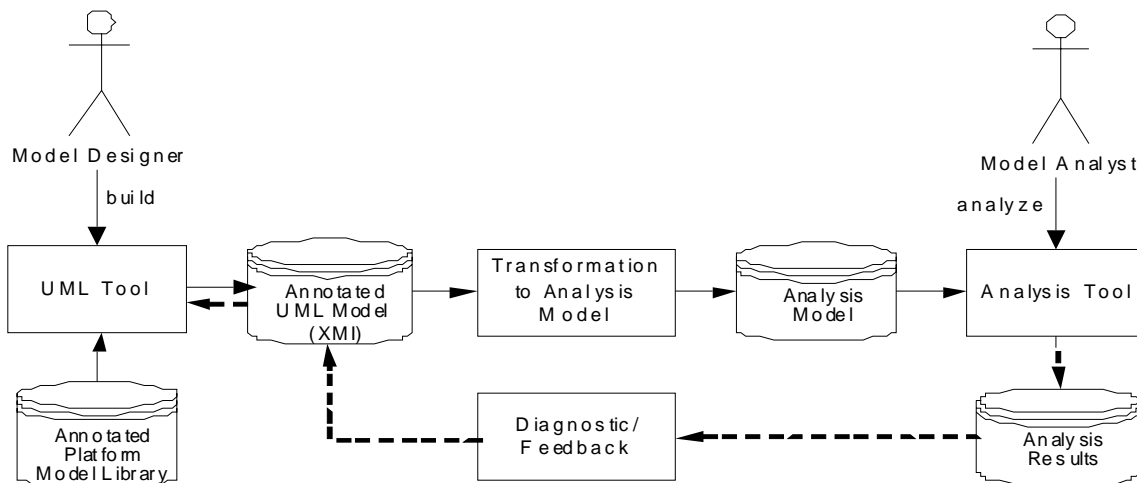 Model Designer
build
UML Tool
Annotated
Platform
Model Library
Annotated
UML Model
(XMI)
Transformation
to Analysis
Model
Analysis
Model
Model Analyst
analyze
Analysis Tool
Analysis
Results
Diagnostic/
Feedback